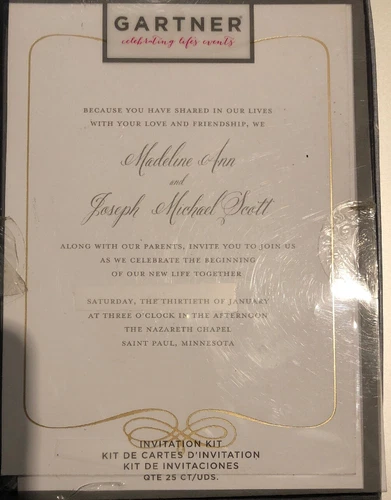 GARTNER
celebrating lifes events
BECAUSE YOU HAVE SHARED IN OUR LIVES
WITH YOUR LOVE AND FRIENDSHIP, WE
Madeline Ann
and
Joseph Michael Scott
ALONG WITH OUR PARENTS, INVITE YOU TO JOIN US
AS WE CELEBRATE THE BEGINNING
OF OUR NEW LIFE TOGETHER
SATURDAY, THE THIRTIETH OF JANUARY
AT THREE O'CLOCK IN THE AFTERNOON
THE NAZARETH CHAPEL
SAINT PAUL, MINNESOTA
INVITATION KIT
KIT DE CARTES D'INVITATION
KIT DE INVITACIONES
QTE 25 CT/UDS.